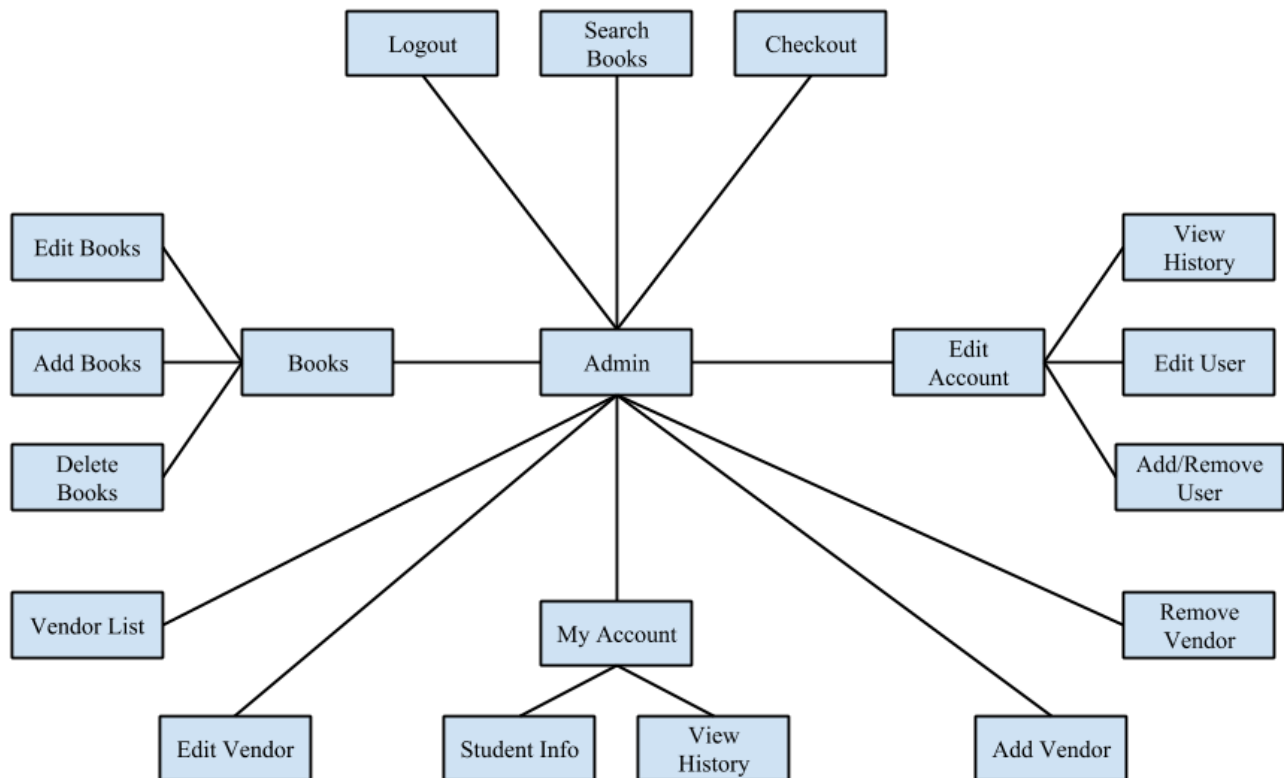 Logout
Search
Books
Checkout
Edit Books
View
History
Add Books
Books
Admin
Edit
Account
Edit User
Delete
Books
Add/Remove
User
Vendor List
My Account
Remove
Vendor
Edit Vendor
Student Info
View
History
Add Vendor